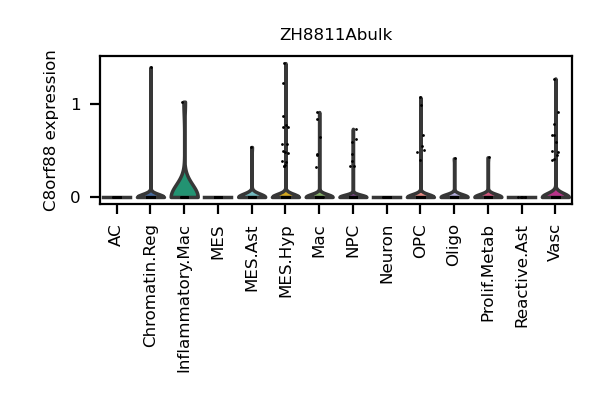 ZH8811Abulk
C8orf88 expression
1
0
AC
Chromatin.Reg
Inflammatory.Mac
MES
MES.Ast
MES.Hyp
Mac
NPC
Neuron
OPC
Oligo
Prolif.Metab
Reactive.Ast
Vasc